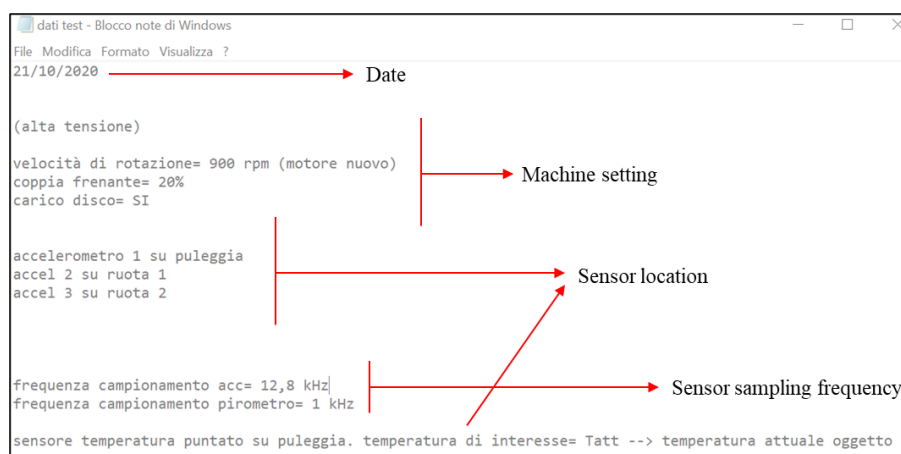 dati test - Blocco note di Windows
File Modifica Formato Visualizza ?
21/10/2020
Date
(alta tensione)
velocità di rotazione= 900 rpm (motore nuovo)
coppia frenante= 20%
carico disco= SI
Machine setting
accelerometro 1 su puleggia
accel 2 su ruota 1
accel 3 su ruota 2
Sensor location
frequenza campionamento acc= 12,8 kHz
frequenza campionamento pirometro= 1 kHz
Sensor sampling frequency
sensore temperatura puntato su puleggia. temperatura di interesse= Tatt --> temperatura attuale oggetto